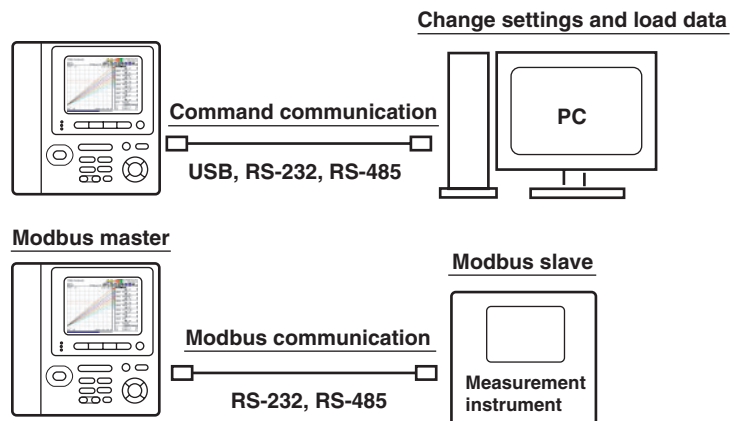 Change settings and load data
Command communication
PC
USB, RS-232, RS-485
Modbus master
Modbus slave
Modbus communication
Measurement
instrument
RS-232, RS-485